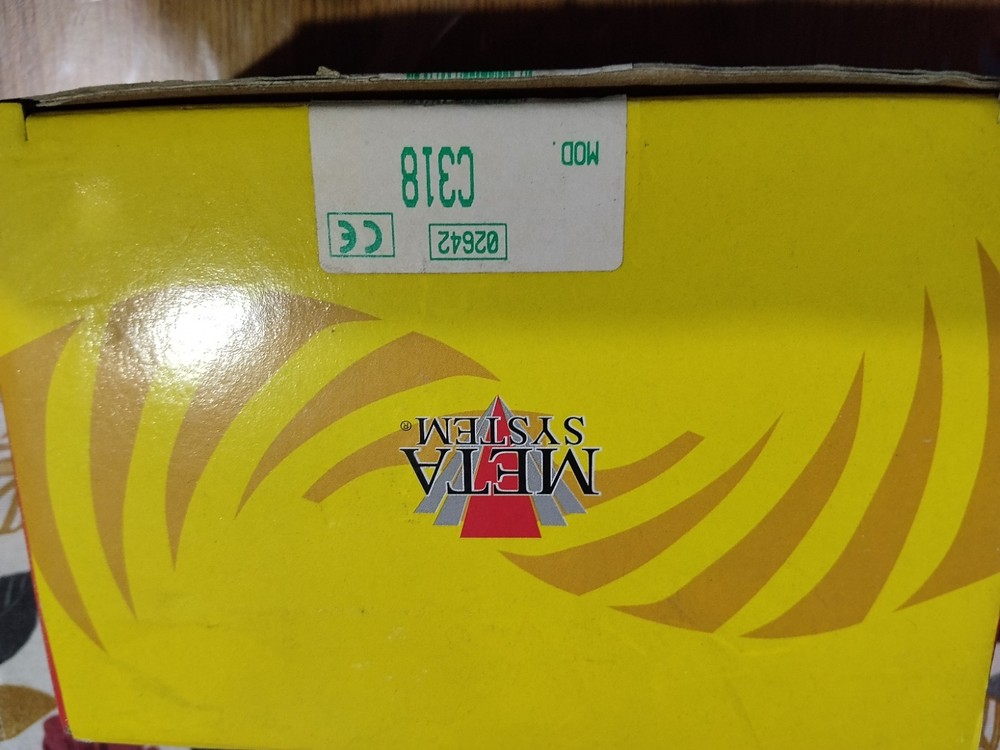 META
SYSTEM®
02642 CE
MOD C318